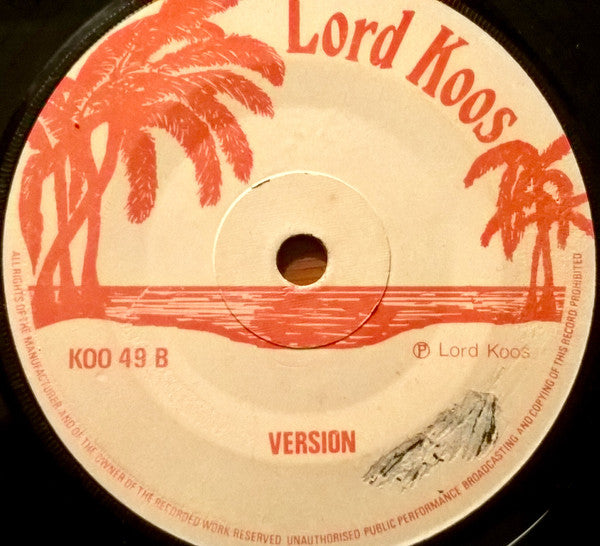 Lord Koos
KOO 49 B
℗ Lord Koos
VERSION
ALL RIGHTS OF THE MANUFACTURER AND OF THE OWNER OF THE RECORDED WORK RESERVED UNAUTHORISED PUBLIC PERFORMANCE BROADCASTING AND COPYING OF THIS RECORD PROHIBITED